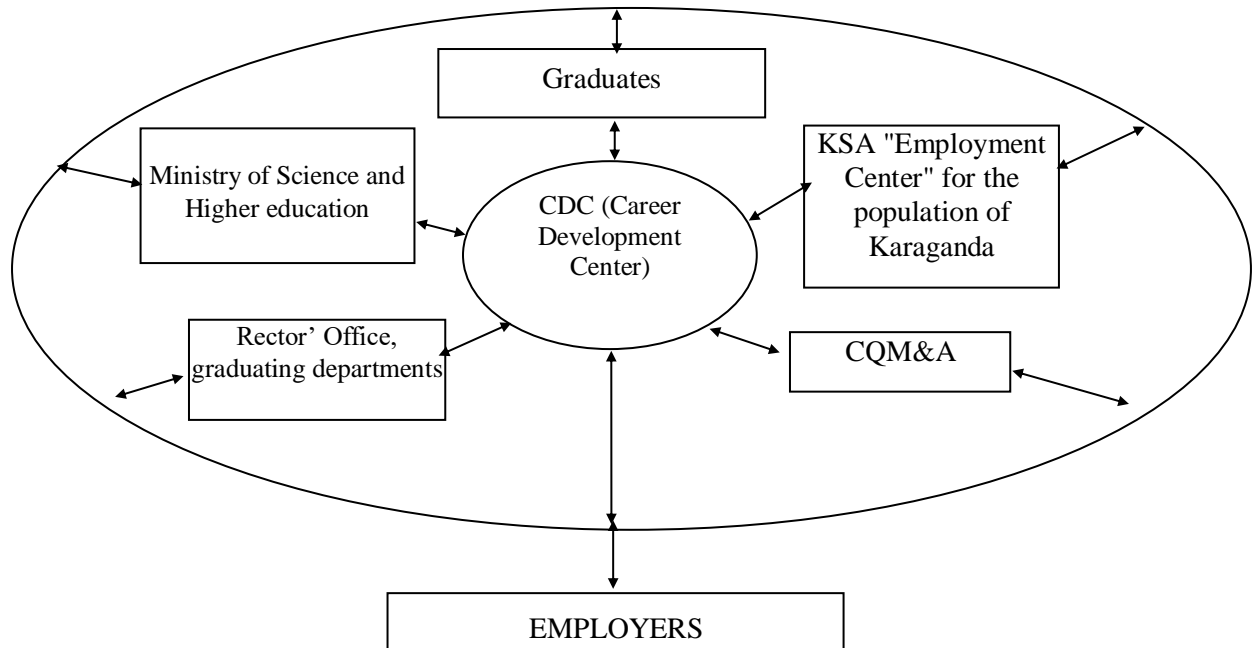 Graduates
Ministry of Science and
Higher education
KSA "Employment
Center" for the
population of
Karaganda
CDC (Career
Development
Center)
Rector’ Office,
graduating departments
CQM&A
EMPLOYERS